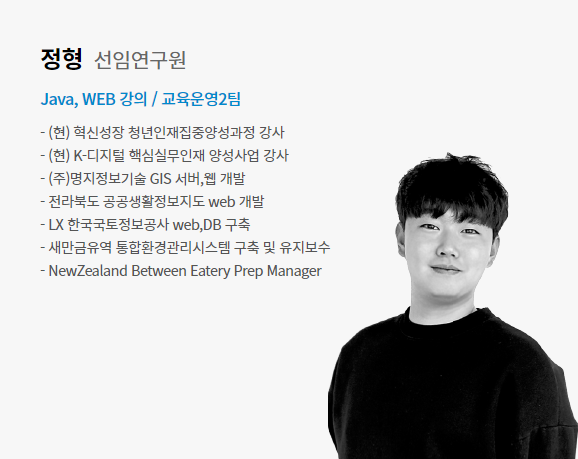 정형 선임연구원
Java, WEB 강의 / 교육운영2팀
- (현) 혁신성장 청년인재집중양성과정 강사
- (현) K-디지털 핵심실무인재 양성사업 강사
- (주)명지정보기술 GIS 서버,웹 개발
- 전라북도 공공생활정보지도 web 개발
- LX 한국국토정보공사 web,DB 구축
- 새만금유역 통합환경관리시스템 구축 및 유지보수
- NewZealand Between Eatery Prep Manager